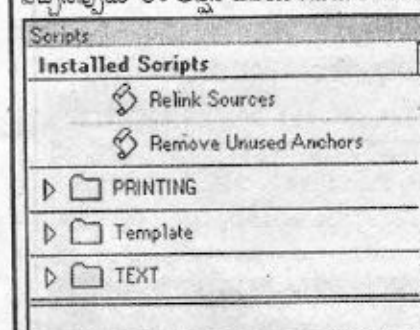 Scripts
Installed Scripts
Relink Sources
Remove Unused Anchors
PRINTING
Template
TEXT